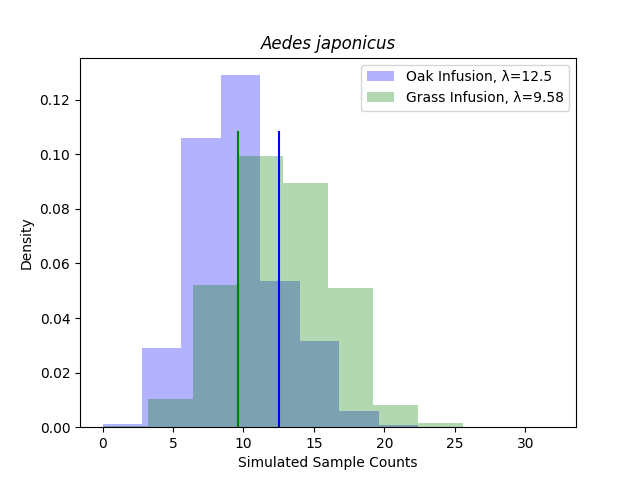 Aedes japonicus
Oak Infusion, λ=12.5
Grass Infusion, λ=9.58
Density
0.12
0.10
0.08
0.06
0.04
0.02
0.00
0 5 10 15 20 25 30
Simulated Sample Counts